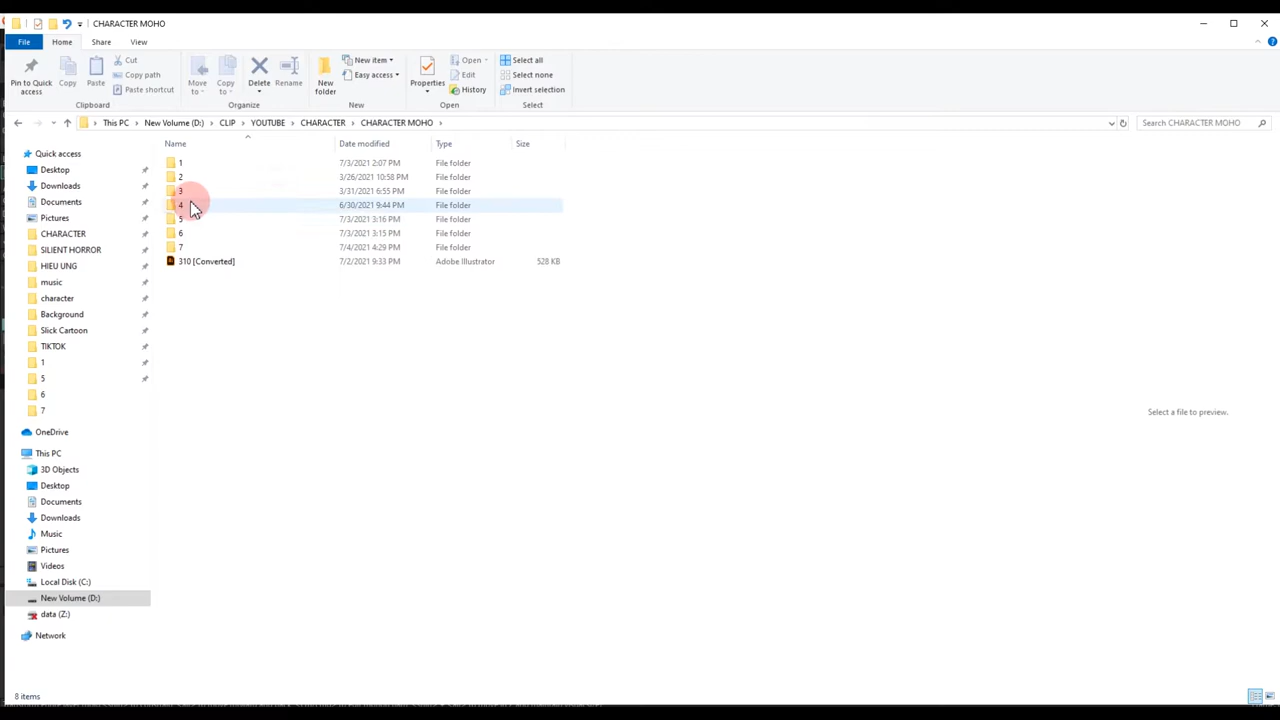 CHARACTER MOHO
File Home Share View
Pin to Quick access
Copy
Paste
Cut
Copy path
Paste shortcut
Clipboard
Move to
Copy to
Delete
Rename
Organize
New folder
New item
Easy access
New
Properties
Open
Edit
History
Open
Select all
Select none
Invert selection
Select
This PC > New Volume (D:) > CLIP > YOUTUBE > CHARACTER > CHARACTER MOHO >
Search CHARACTER MOHO
Name Date modified Type Size
1 7/3/2021 2:07 PM File folder
2 3/26/2021 10:58 PM File folder
3 3/31/2021 6:55 PM File folder
4 6/30/2021 9:44 PM File folder
5 7/3/2021 3:16 PM File folder
6 7/3/2021 3:15 PM File folder
7 7/4/2021 4:29 PM File folder
310 [Converted] 7/2/2021 9:33 PM Adobe Illustrator 528 KB
Quick access
Desktop
Downloads
Documents
Pictures
CHARACTER
SILIENT HORROR
HIEU UNG
music
character
Background
Slick Cartoon
TIKTOK
1
5
6
7
OneDrive
This PC
3D Objects
Desktop
Documents
Downloads
Music
Pictures
Videos
Local Disk (C:)
New Volume (D:)
data (Z:)
Network
Select a file to preview.
8 items